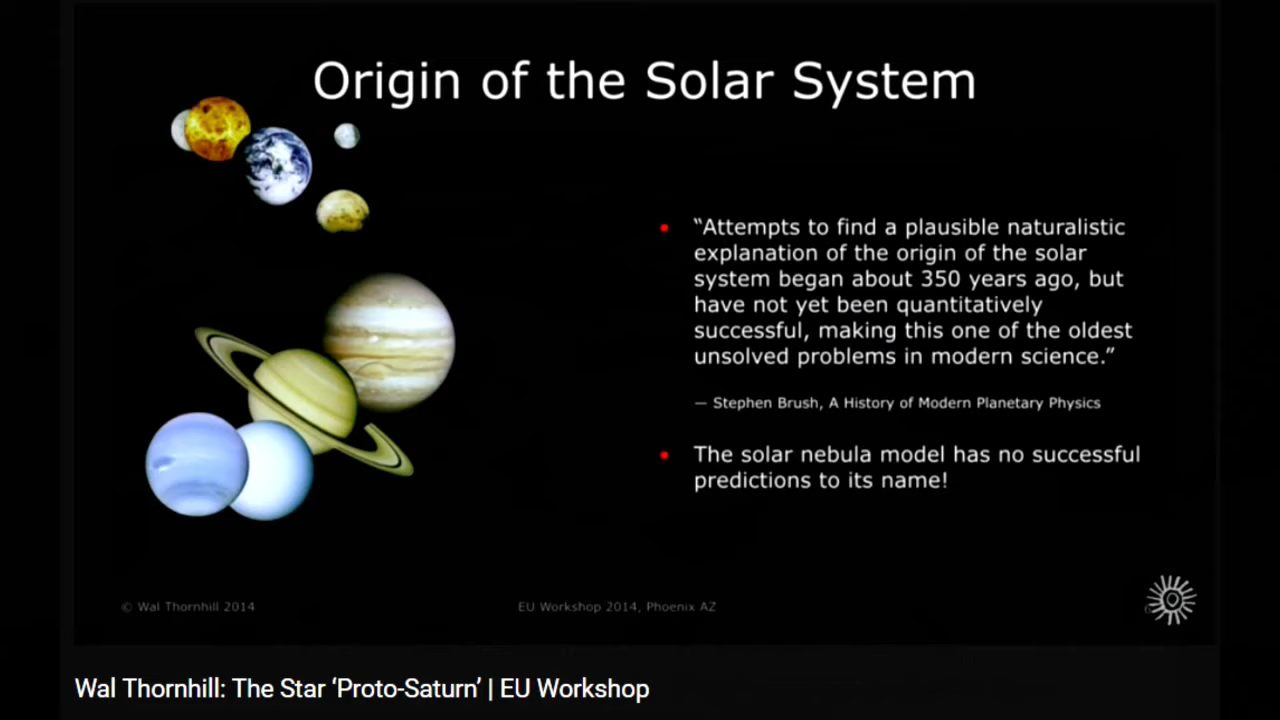 Origin of the Solar System
• “Attempts to find a plausible naturalistic
explanation of the origin of the solar
system began about 350 years ago, but
have not yet been quantitatively
successful, making this one of the oldest
unsolved problems in modern science.”
— Stephen Brush, A History of Modern Planetary Physics
• The solar nebula model has no successful
predictions to its name!
© Wal Thornhill 2014
EU Workshop 2014, Phoenix AZ
Wal Thornhill: The Star ‘Proto-Saturn’ | EU Workshop